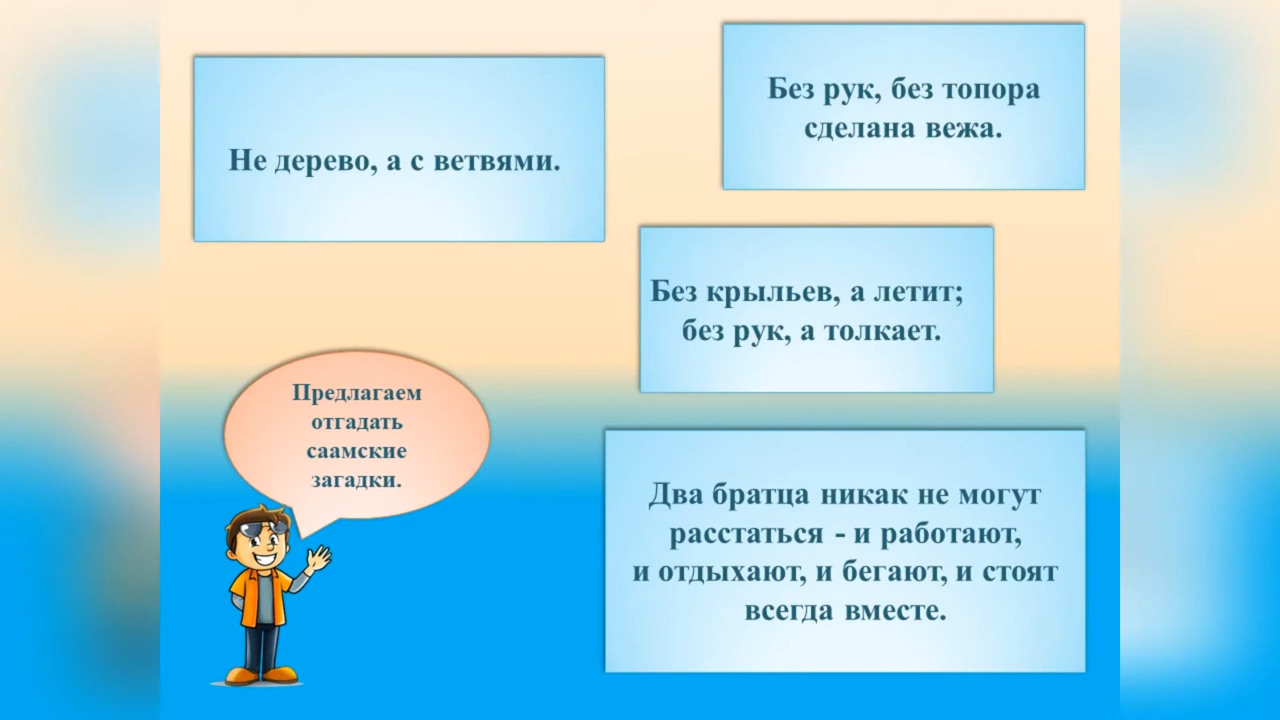 Не дерево, а с ветвями.
Без рук, без топора
сделана вежа.
Без крыльев, а летит;
без рук, а толкает.
Предлагаем
отгадать
саамские
загадки.
Два братца никак не могут
расстаться - и работают,
и отдыхают, и бегают, и стоят
всегда вместе.